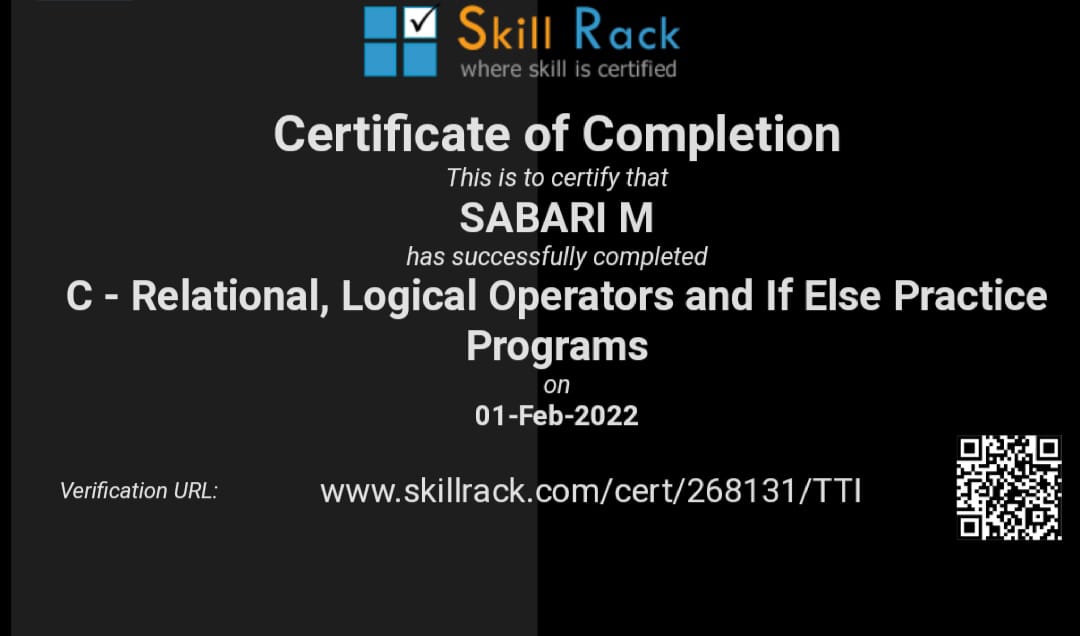 Skill Rack
where skill is certified
Certificate of Completion
This is to certify that
SABARI M
has successfully completed
C - Relational, Logical Operators and If Else Practice
Programs
on
01-Feb-2022
Verification URL: www.skillrack.com/cert/268131/TTI